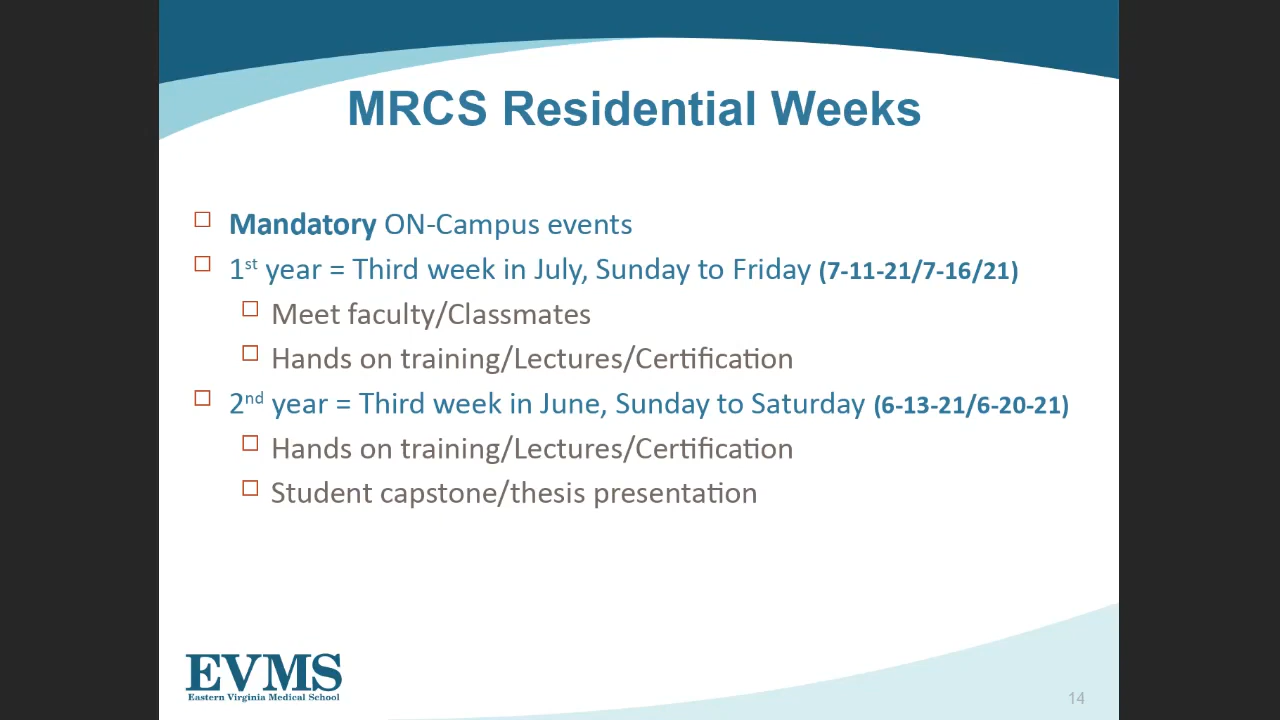 MRCS Residential Weeks
Mandatory ON-Campus events
1st year = Third week in July, Sunday to Friday (7-11-21/7-16/21)
Meet faculty/Classmates
Hands on training/Lectures/Certification
2nd year = Third week in June, Sunday to Saturday (6-13-21/6-20-21)
Hands on training/Lectures/Certification
Student capstone/thesis presentation
EVMS
Eastern Virginia Medical School
14